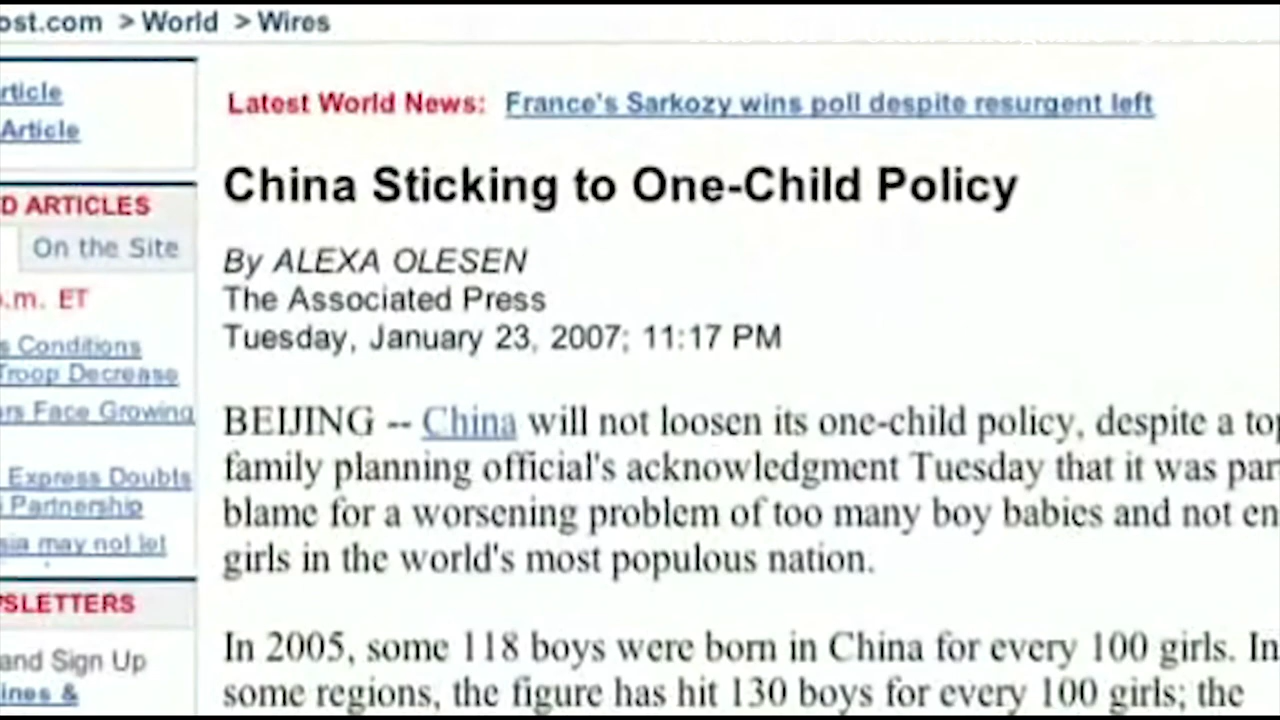 ost.com > World > Wires
rticle
Article
Latest World News: France's Sarkozy wins poll despite resurgent left
China Sticking to One-Child Policy
D ARTICLES
On the Site
.m. ET
s Conditions
Troop Decrease
rs Face Growing
Express Doubts
Partnership
sia may not let
By ALEXA OLESEN
The Associated Press
Tuesday, January 23, 2007; 11:17 PM
BEIJING -- China will not loosen its one-child policy, despite a top
family planning official's acknowledgment Tuesday that it was par
blame for a worsening problem of too many boy babies and not en
girls in the world's most populous nation.
SLETTERS
and Sign Up
ines &
In 2005, some 118 boys were born in China for every 100 girls. In
some regions, the figure has hit 130 boys for every 100 girls; the